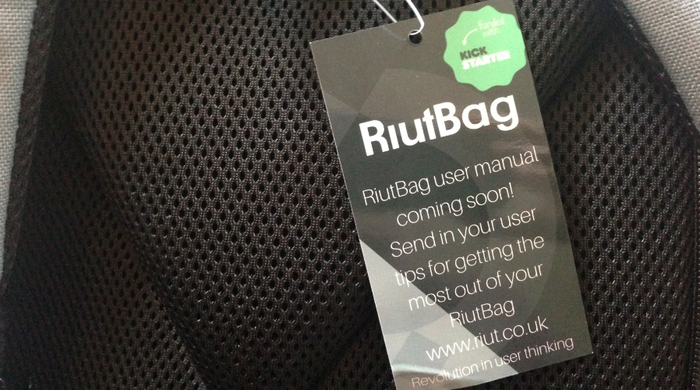 Funded
with
KICK
STARTER
RiutBag
RiutBag user manual
coming soon!
Send in your user
tips for getting the
most out of your
RiutBag
www.riut.co.uk
Revolution in user thinking